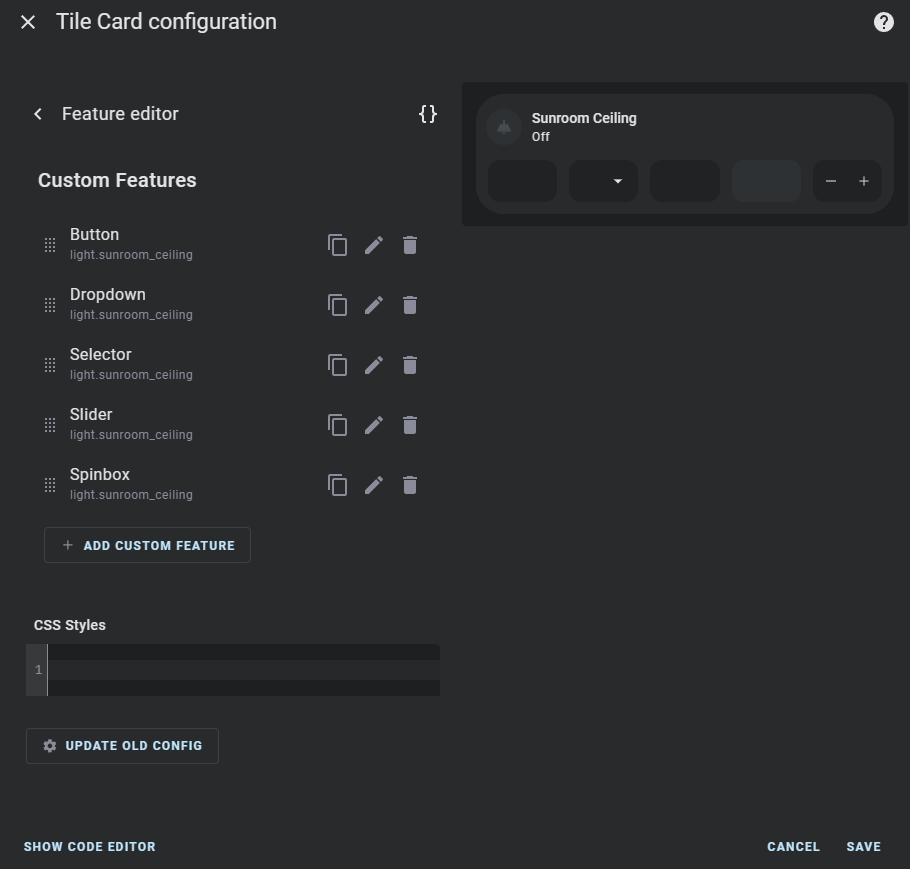 Tile Card configuration
Feature editor
{}
Sunroom Ceiling
Off
Custom Features
Button
light.sunroom_ceiling
Dropdown
light.sunroom_ceiling
Selector
light.sunroom_ceiling
Slider
light.sunroom_ceiling
Spinbox
light.sunroom_ceiling
ADD CUSTOM FEATURE
CSS Styles
1
UPDATE OLD CONFIG
SHOW CODE EDITOR
CANCEL
SAVE